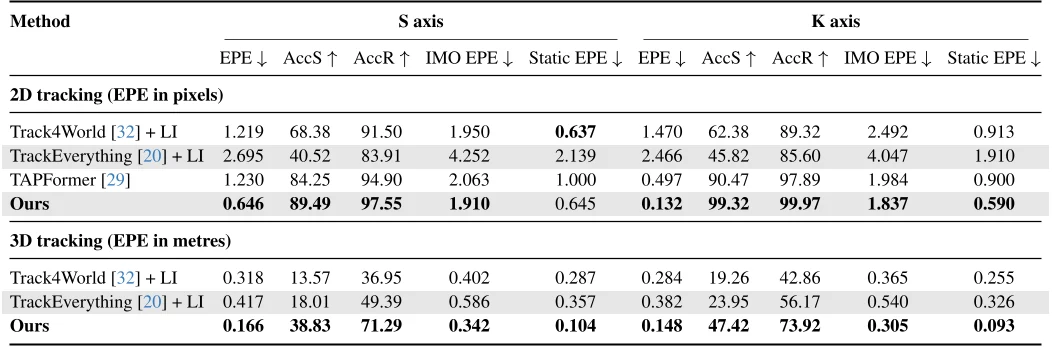 Method S axis K axis
EPE ↓ AccS ↑ AccR ↑ IMO EPE ↓ Static EPE ↓ EPE ↓ AccS ↑ AccR ↑ IMO EPE ↓ Static EPE ↓
2D tracking (EPE in pixels)
Track4World [32] + LI 1.219 68.38 91.50 1.950 0.637 1.470 62.38 89.32 2.492 0.913
TrackEverything [20] + LI 2.695 40.52 83.91 4.252 2.139 2.466 45.82 85.60 4.047 1.910
TAPFormer [29] 1.230 84.25 94.90 2.063 1.000 0.497 90.47 97.89 1.984 0.900
Ours 0.646 89.49 97.55 1.910 0.645 0.132 99.32 99.97 1.837 0.590
3D tracking (EPE in metres)
Track4World [32] + LI 0.318 13.57 36.95 0.402 0.287 0.284 19.26 42.86 0.365 0.255
TrackEverything [20] + LI 0.417 18.01 49.39 0.586 0.357 0.382 23.95 56.17 0.540 0.326
Ours 0.166 38.83 71.29 0.342 0.104 0.148 47.42 73.92 0.305 0.093